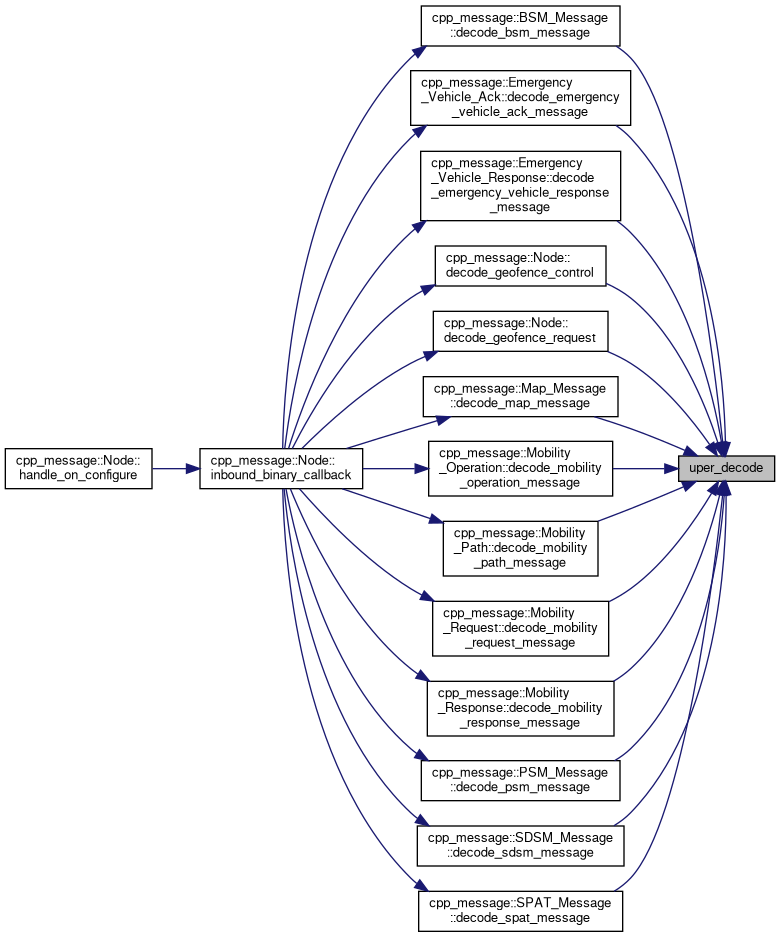 cpp_message::BSM_Message
::decode_bsm_message
cpp_message::Emergency
_Vehicle_Ack::decode_emergency
_vehicle_ack_message
cpp_message::Emergency
_Vehicle_Response::decode
_emergency_vehicle_response
_message
cpp_message::Node::
decode_geofence_control
cpp_message::Node::
decode_geofence_request
cpp_message::Map_Message
::decode_map_message
cpp_message::Node::
handle_on_configure
cpp_message::Node::
inbound_binary_callback
cpp_message::Mobility
_Operation::decode_mobility
_operation_message
uper_decode
cpp_message::Mobility
_Path::decode_mobility
_path_message
cpp_message::Mobility
_Request::decode_mobility
_request_message
cpp_message::Mobility
_Response::decode_mobility
_response_message
cpp_message::PSM_Message
::decode_psm_message
cpp_message::SDSM_Message
::decode_sdsm_message
cpp_message::SPAT_Message
::decode_spat_message